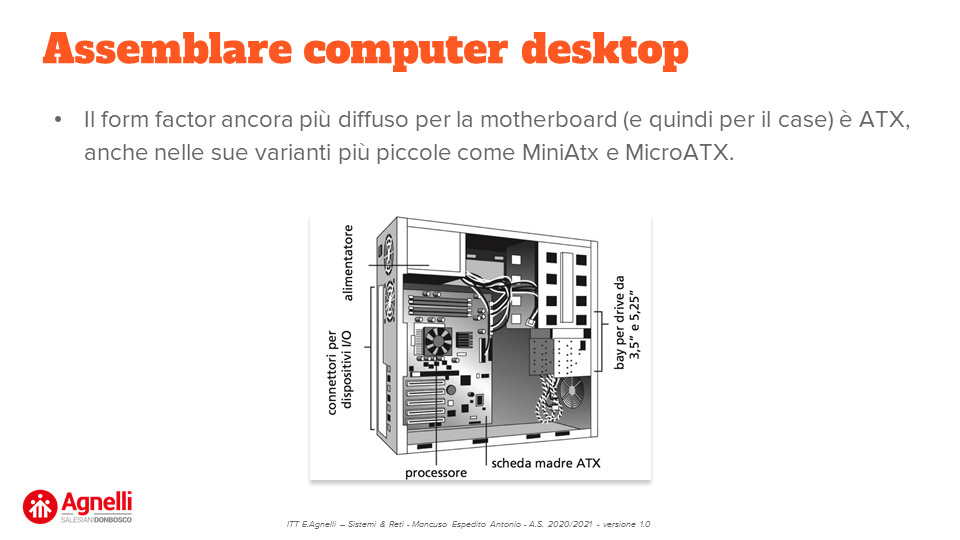 Assemblare computer desktop
• Il form factor ancora più diffuso per la motherboard (e quindi per il case) è ATX,
anche nelle sue varianti più piccole come MiniAtx e MicroATX.
alimentatore
connettori per
dispositivi I/O
bay per drive da
3,5” e 5,25”
processore
scheda madre ATX
Agnelli
SALESIANIDONBOSCO
ITT E.Agnelli – Sistemi & Reti - Mancuso Espedito Antonio - A.S. 2020/2021 - versione 1.0